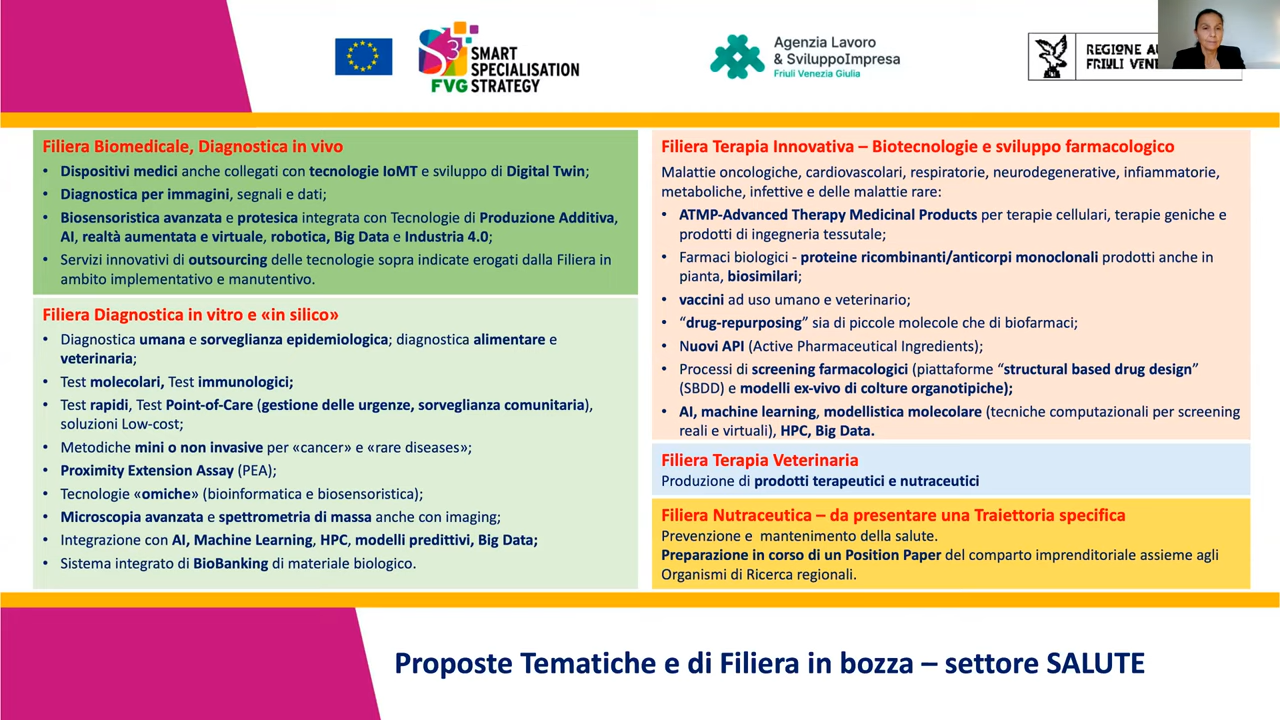 S3 SMART
SPECIALISATION
FVG STRATEGY
Agenzia Lavoro
& SviluppoImpresa
Friuli Venezia Giulia
REGIONE
FRIULI
Filiera Biomedicale, Diagnostica in vivo
• Dispositivi medici anche collegati con tecnologie IoMT e sviluppo di Digital Twin;
• Diagnostica per immagini, segnali e dati;
• Biosensoristica avanzata e protesica integrata con Tecnologie di Produzione Additiva,
AI, realtà aumentata e virtuale, robotica, Big Data e Industria 4.0;
• Servizi innovativi di outsourcing delle tecnologie sopra indicate erogati dalla Filiera in
ambito implementativo e manutentivo.
Filiera Diagnostica in vitro e «in silico»
• Diagnostica umana e sorveglianza epidemiologica; diagnostica alimentare e
veterinaria;
• Test molecolari, Test immunologici;
• Test rapidi, Test Point-of-Care (gestione delle urgenze, sorveglianza comunitaria),
soluzioni Low-cost;
• Metodiche mini o non invasive per «cancer» e «rare diseases»;
• Proximity Extension Assay (PEA);
• Tecnologie «omiche» (bioinformatica e biosensoristica);
• Microscopia avanzata e spettrometria di massa anche con imaging;
• Integrazione con AI, Machine Learning, HPC, modelli predittivi, Big Data;
• Sistema integrato di BioBanking di materiale biologico.
Filiera Terapia Innovativa – Biotecnologie e sviluppo farmacologico
Malattie oncologiche, cardiovascolari, respiratorie, neurodegenerative, infiammatorie,
metaboliche, infettive e delle malattie rare:
• ATMP-Advanced Therapy Medicinal Products per terapie cellulari, terapie geniche e
prodotti di ingegneria tessutale;
• Farmaci biologici - proteine ricombinanti/anticorpi monoclonali prodotti anche in
pianta, biosimilari;
• vaccini ad uso umano e veterinario;
• “drug-repurposing” sia di piccole molecole che di biofarmaci;
• Nuovi API (Active Pharmaceutical Ingredients);
• Processi di screening farmacologici (piattaforme “structural based drug design”
(SBDD) e modelli ex-vivo di colture organotipiche);
• AI, machine learning, modellistica molecolare (tecniche computazionali per screening
reali e virtuali), HPC, Big Data.
Filiera Terapia Veterinaria
Produzione di prodotti terapeutici e nutraceutici
Filiera Nutraceutica – da presentare una Traiettoria specifica
Prevenzione e mantenimento della salute.
Preparazione in corso di un Position Paper del comparto imprenditoriale assieme agli
Organismi di Ricerca regionali.
Proposte Tematiche e di Filiera in bozza – settore SALUTE